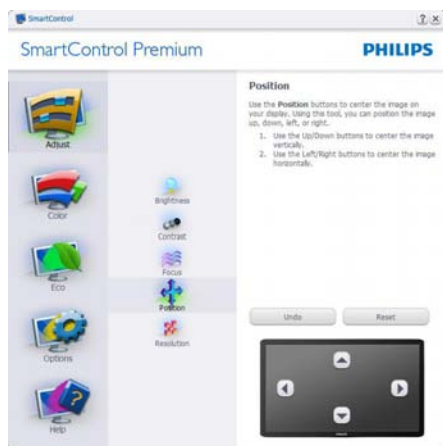 SmartControl
SmartControl Premium
PHILIPS
Adjust
Color
Eco
Options
Help
Brightness
Contrast
Focus
Position
Resolution
Position
Use the Position buttons to center the image on
your display. Using this tool, you can position the image
up, down, left, or right.
1. Use the Up/Down buttons to center the image
vertically.
2. Use the Left/Right buttons to center the image
horizontally.
Undo
Reset